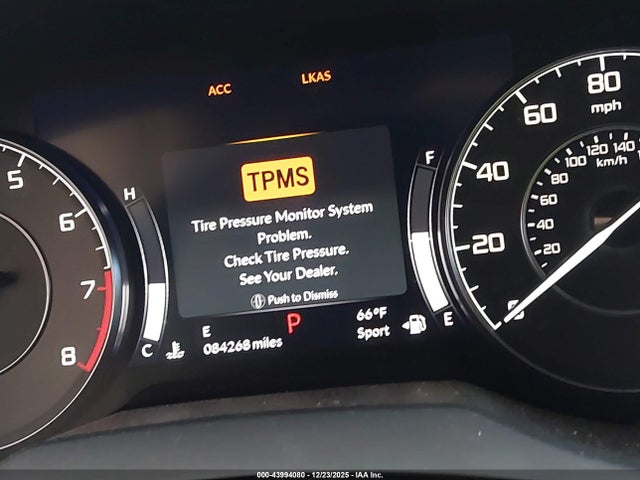 ACC
LKAS
TPMS
Tire Pressure Monitor System
Problem.
Check Tire Pressure.
See Your Dealer.
Push to Dismiss
E
P
66°F
084268 miles
Sport
H
C
F
E
5
6
7
8
80
mph
60
40
20
0
100 120 140
km/h
80
60
40
20
000-43994080 - 12/23/2025 - IAA Inc.